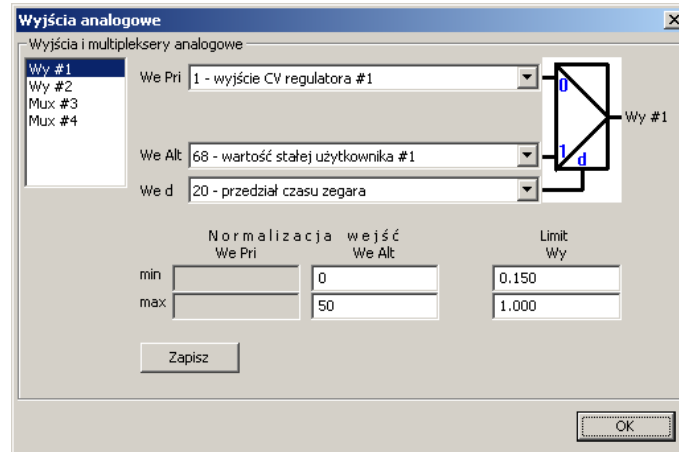 Wyjścia analogowe
Wyjścia i multipleksery analogowe
Wy #1
Wy #2
Mux #3
Mux #4
We Pri 1 - wyjście CV regulatora #1
0
Wy #1
We Alt 68 - wartość stałej użytkownika #1
1
d
We d 20 - przedział czasu zegara
Normalizacja wejść Limit
We Pri We Alt Wy
min 0 0.150
max 50 1.000
Zapisz
OK